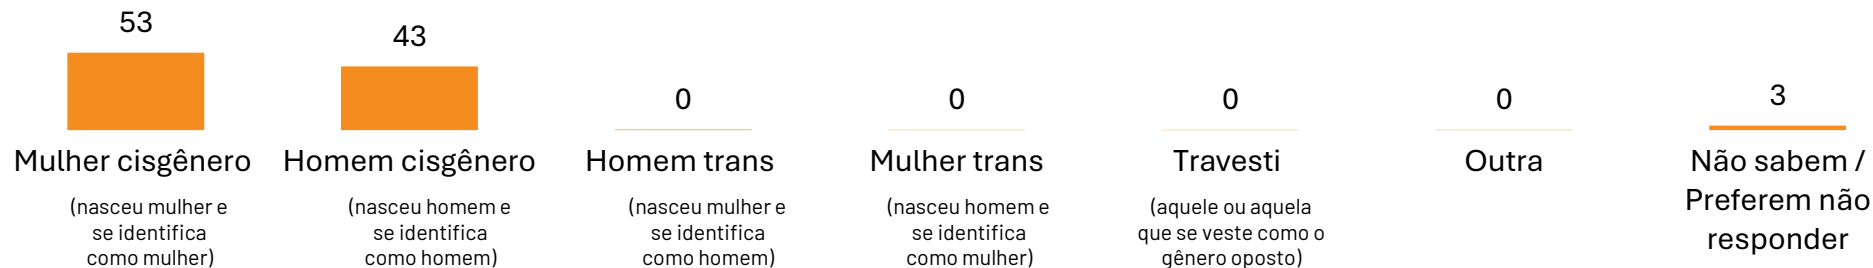 53
43
0
0
0
0
3
Mulher cisgênero
(nasceu mulher e
se identifica
como mulher)
Homem cisgênero
(nasceu homem e
se identifica
como homem)
Homem trans
(nasceu mulher e
se identifica
como homem)
Mulher trans
(nasceu homem e
se identifica
como mulher)
Travesti
(aquele ou aquela
que se veste como o
gênero oposto)
Outra
Não sabem /
Preferem não
responder